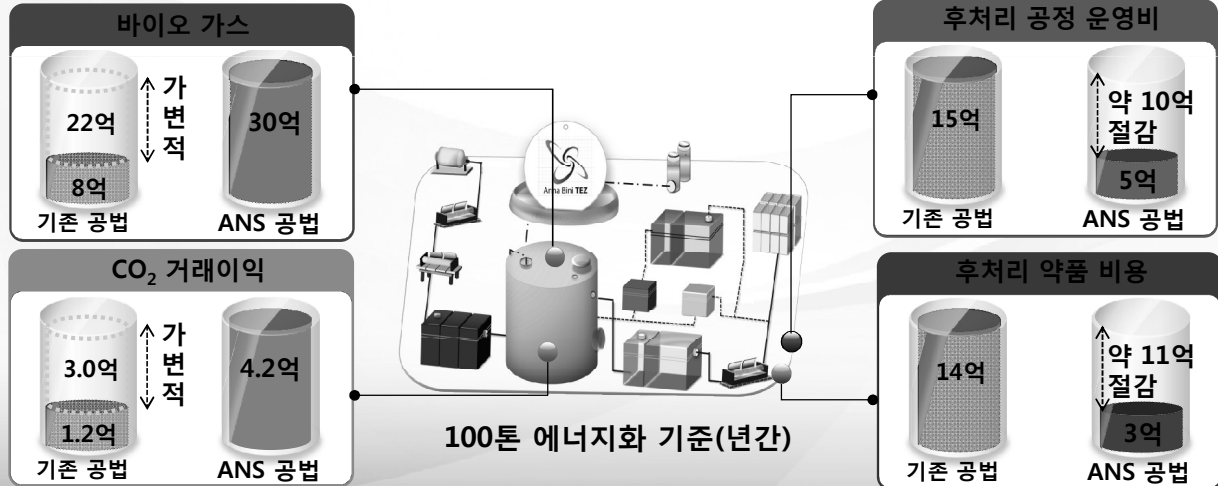 바이오 가스
가
변
적
22억
8억
30억
기존 공법
ANS 공법
CO₂ 거래이익
가
변
적
3.0억
1.2억
4.2억
기존 공법
ANS 공법
Anna Bini TEZ
100톤 에너지화 기준(년간)
후처리 공정 운영비
15억
약 10억
절감
5억
기존 공법
ANS 공법
후처리 약품 비용
14억
약 11억
절감
3억
기존 공법
ANS 공법